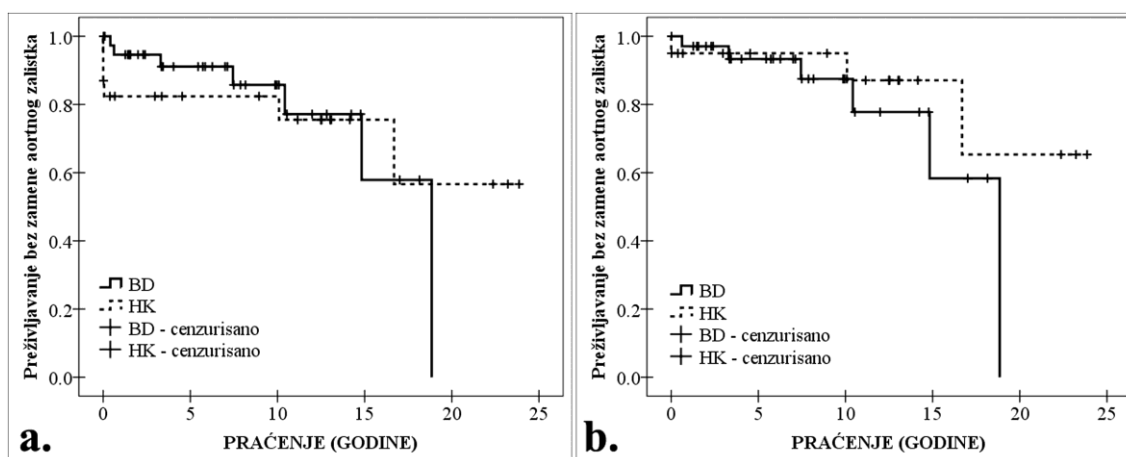 Preživljavanje bez zamene aortnog zalistka
1.0
0.8
0.6
0.4
0.2
0.0
BD
HK
BD - cenzurisano
HK - cenzurisano
0 5 10 15 20 25
PRAĆENJE (GODINE)
a.
Preživljavanje bez zamene aortnog zalistka
1.0
0.8
0.6
0.4
0.2
0.0
BD
HK
BD - cenzurisano
HK - cenzurisano
0 5 10 15 20 25
PRAĆENJE (GODINE)
b.